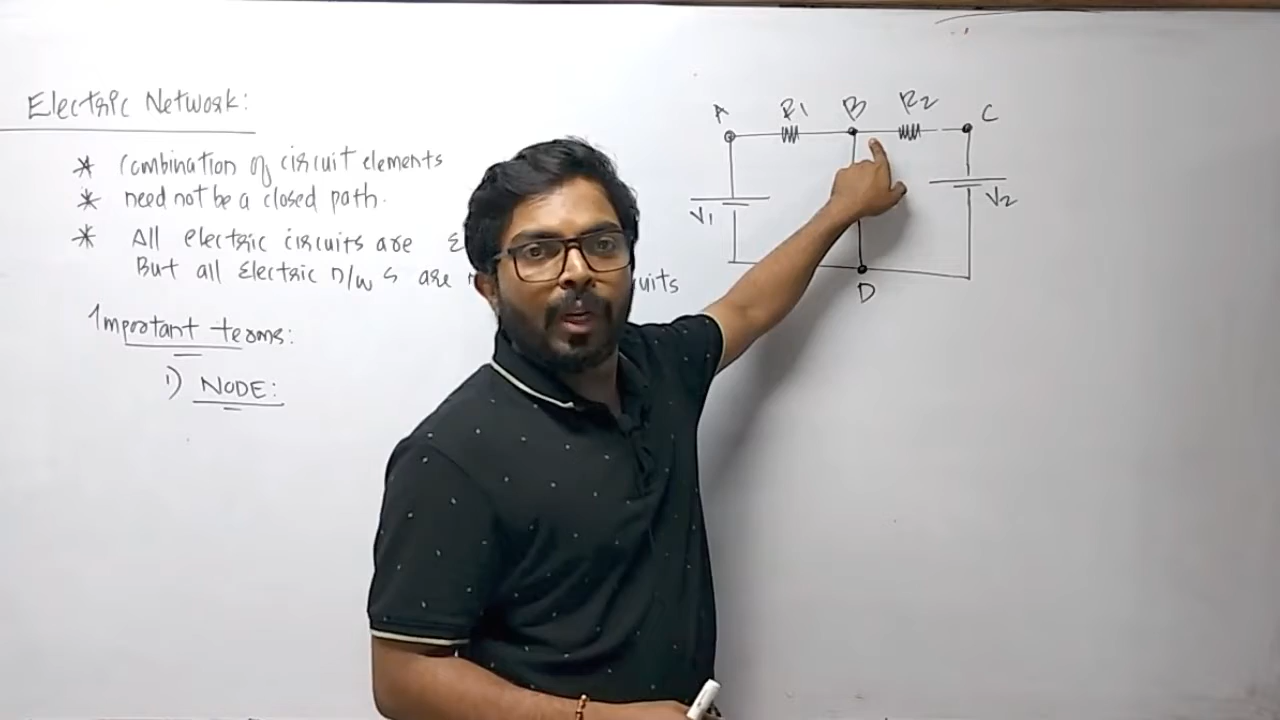 Electric Network:
* Combination of circuit elements
* need not be a closed path.
* All electric circuits are
But all Electric n/w s are
Important terms:
1) NODE:
A R1 B R2 C
V1
V2
D